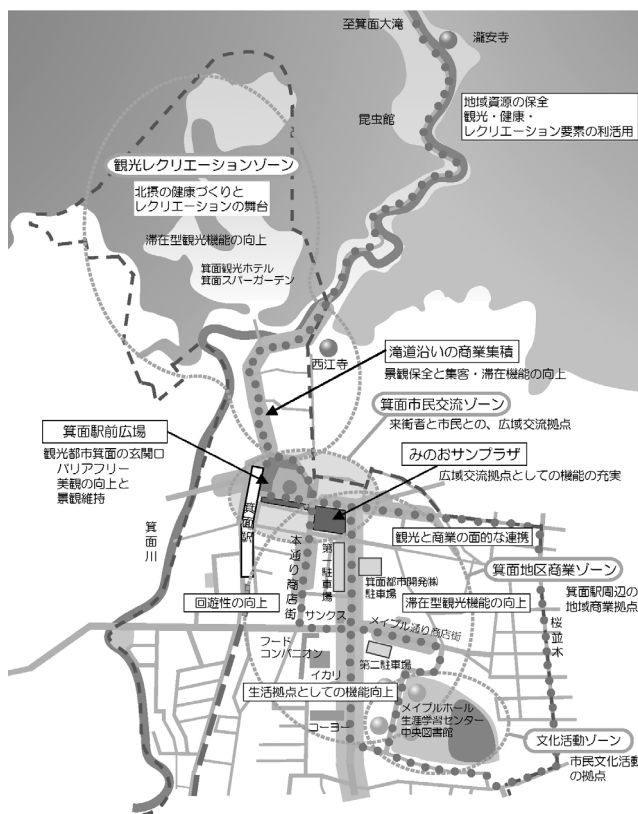 至箕面大滝
瀧安寺
昆虫館
地域資源の保全
観光・健康・
レクリエーション要素の利活用
観光レクリエーションゾーン
北摂の健康づくりと
レクリエーションの舞台
滞在型観光機能の向上
箕面観光ホテル
箕面スパーガーデン
西江寺
滝道沿いの商業集積
景観保全と集客・滞在機能の向上
箕面市民交流ゾーン
来街者と市民との、広域交流拠点
箕面駅前広場
観光都市箕面の玄関口
バリアフリー
美観の向上と
景観維持
みのおサンプラザ
広域交流拠点としての機能の充実
箕面川
箕面駅
本通り商店街
第一駐車場
箕面都市開発㈱
駐車場
観光と商業の面的な連携
箕面地区商業ゾーン
箕面駅周辺の
地域商業拠点
回遊性の向上
サンクス
滞在型観光機能の向上
メイプル通り商店街
桜並木
フード
コンパニオン
イカリ
第二駐車場
生活拠点としての機能向上
コーヨー
メイプルホール
生涯学習センター
中央図書館
文化活動ゾーン
市民文化活動
の拠点